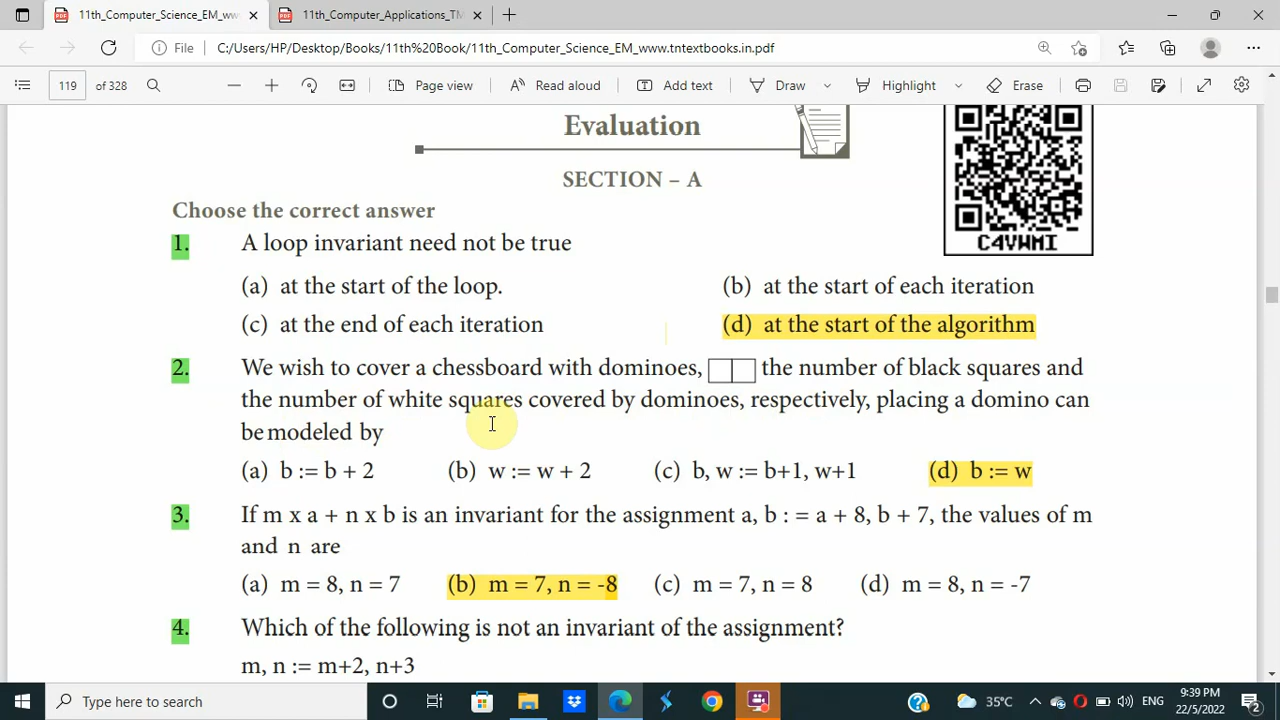 11th_Computer_Science_EM_ww
11th_Computer_Applications_TM
File
C:/Users/HP/Desktop/Books/11th%20Book/11th_Computer_Science_EM_www.tntextbooks.in.pdf
119 of 328
Page view
Read aloud
Add text
Draw
Highlight
Erase
Evaluation
SECTION – A
C4VWMI
Choose the correct answer
1. A loop invariant need not be true
(a) at the start of the loop. (b) at the start of each iteration
(c) at the end of each iteration (d) at the start of the algorithm
2. We wish to cover a chessboard with dominoes, the number of black squares and
the number of white squares covered by dominoes, respectively, placing a domino can
be modeled by
(a) b := b + 2 (b) w := w + 2 (c) b, w := b+1, w+1 (d) b := w
3. If m x a + n x b is an invariant for the assignment a, b : = a + 8, b + 7, the values of m
and n are
(a) m = 8, n = 7 (b) m = 7, n = -8 (c) m = 7, n = 8 (d) m = 8, n = -7
4. Which of the following is not an invariant of the assignment?
m, n := m+2, n+3
Type here to search
35°C
ENG
9:39 PM
22/5/2022
2